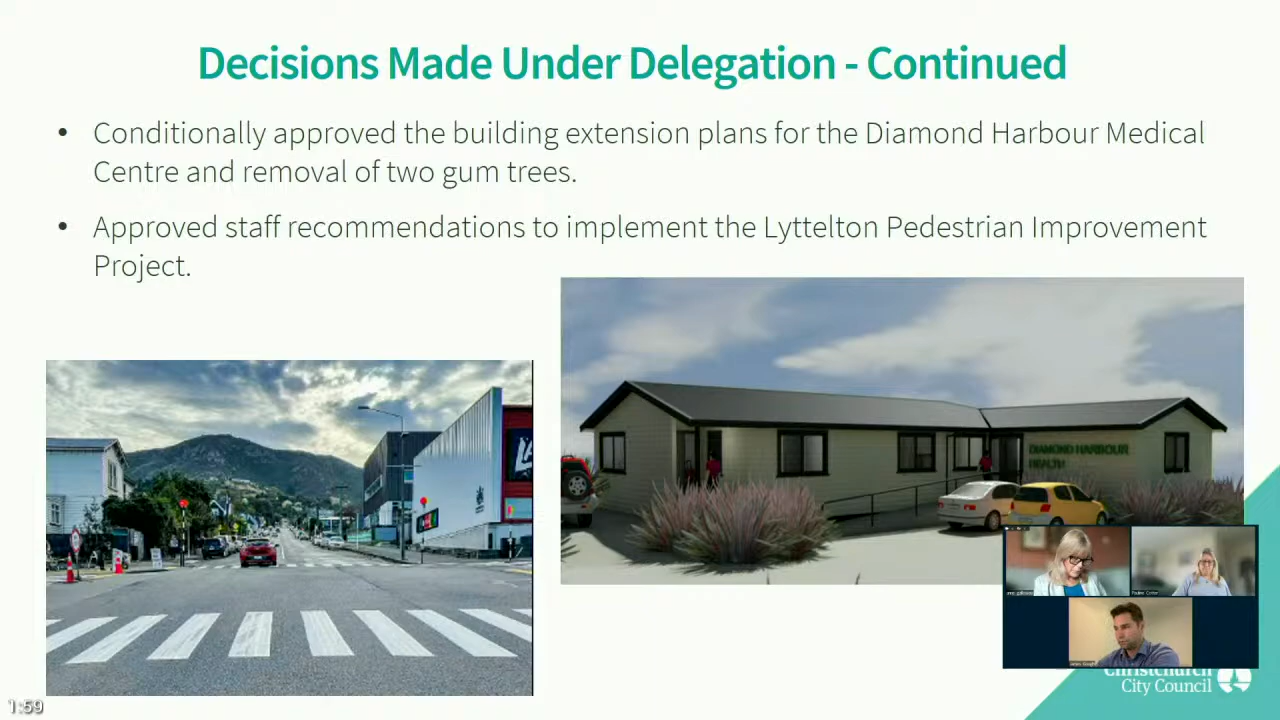 Decisions Made Under Delegation - Continued
• Conditionally approved the building extension plans for the Diamond Harbour Medical
Centre and removal of two gum trees.
• Approved staff recommendations to implement the Lyttelton Pedestrian Improvement
Project.
DIAMOND HARBOUR
HEALTH
Christchurch
City Council
1:59